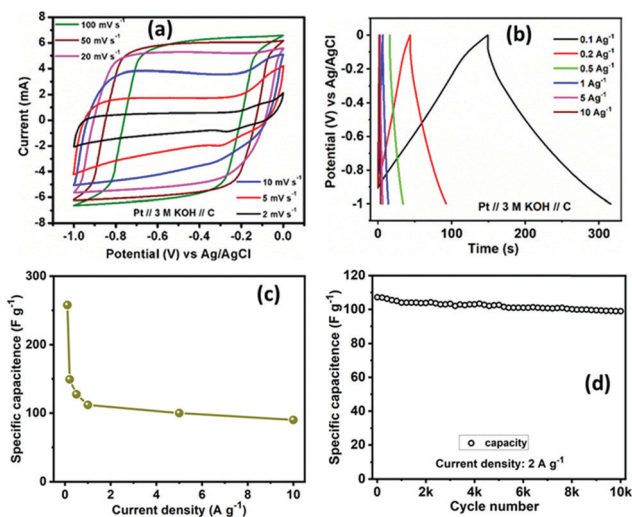 (a)
100 mV s⁻¹
50 mV s⁻¹
20 mV s⁻¹
10 mV s⁻¹
5 mV s⁻¹
2 mV s⁻¹
Pt // 3 M KOH // C
8
6
4
2
0
-2
-4
-6
-8
Current (mA)
-1.0 -0.8 -0.6 -0.4 -0.2 0.0
Potential (V) vs Ag/AgCl
(b)
0.1 Ag⁻¹
0.2 Ag⁻¹
0.5 Ag⁻¹
1 Ag⁻¹
5 Ag⁻¹
10 Ag⁻¹
Pt // 3 M KOH // C
0
-0.2
-0.4
-0.6
-0.8
-1
Potential (V) vs Ag/AgCl
0 100 200 300
Time (s)
(c)
300
250
200
150
100
50
0
Specific capacitence (F g⁻¹)
0 2 4 6 8 10
Current density (A g⁻¹)
(d)
120
100
80
60
40
20
0
Specific capacitence (F g⁻¹)
capacity
Current density: 2 A g⁻¹
0 2k 4k 6k 8k 10k
Cycle number